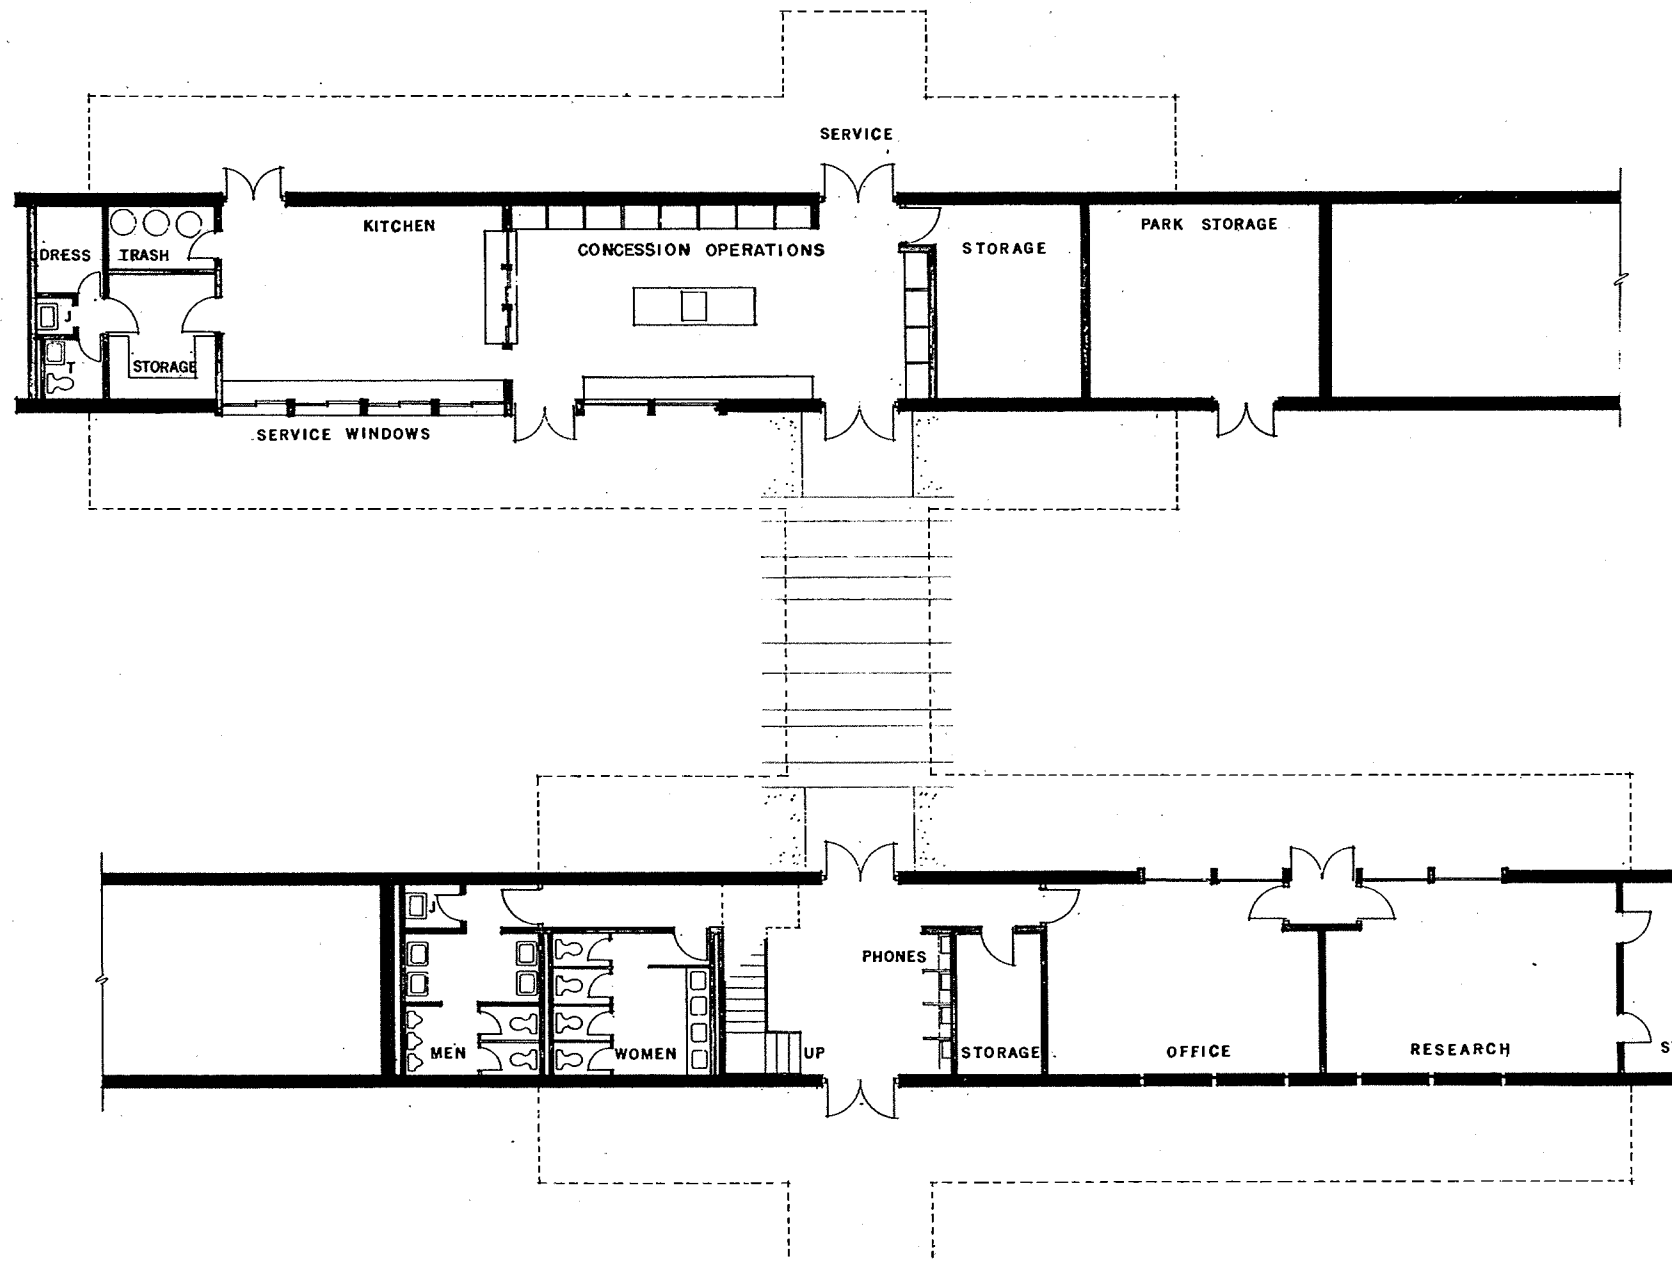 SERVICE
KITCHEN
PARK STORAGE
CONCESSION OPERATIONS
STORAGE
DRESS
TRASH
J
T
STORAGE
SERVICE WINDOWS
J
PHONES
MEN
WOMEN
UP
STORAGE
OFFICE
RESEARCH